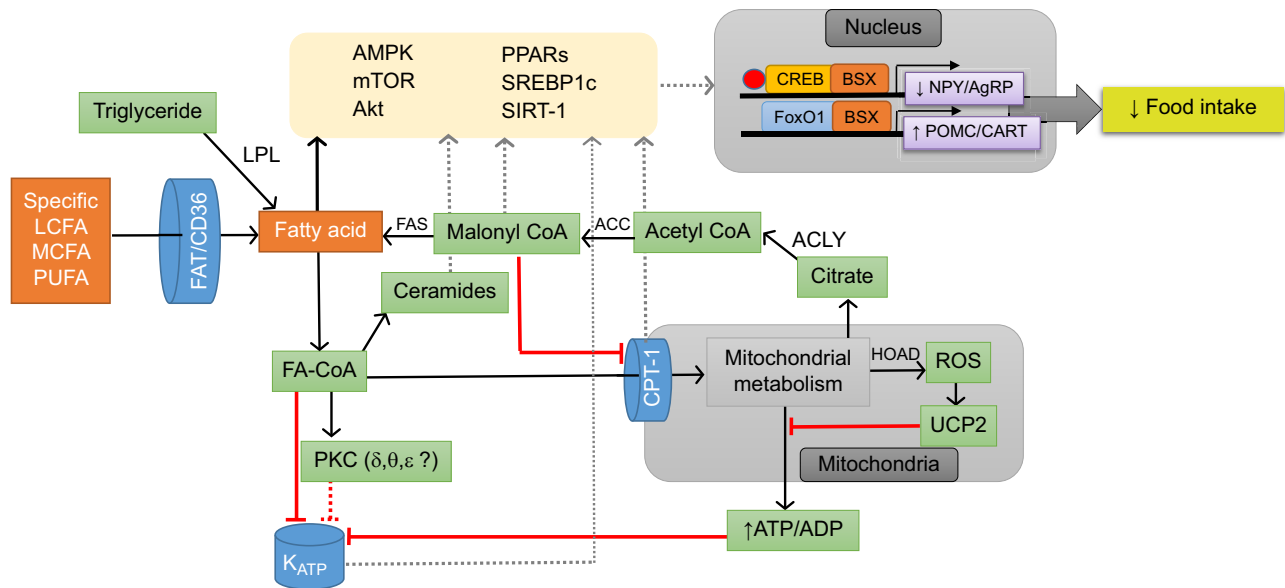 Nucleus
AMPK
mTOR
Akt
PPARs
SREBP1c
SIRT-1
CREB
BSX
↓ NPY/AgRP
FoxO1
BSX
↑ POMC/CART
↓ Food intake
Triglyceride
LPL
Specific
LCFA
MCFA
PUFA
FAT/CD36
Fatty acid
FAS
Malonyl CoA
ACC
Acetyl CoA
ACLY
Citrate
Ceramides
FA-CoA
CPT-1
Mitochondrial
metabolism
HOAD
ROS
UCP2
Mitochondria
PKC (δ,θ,ε ?)
↑ATP/ADP
KATP